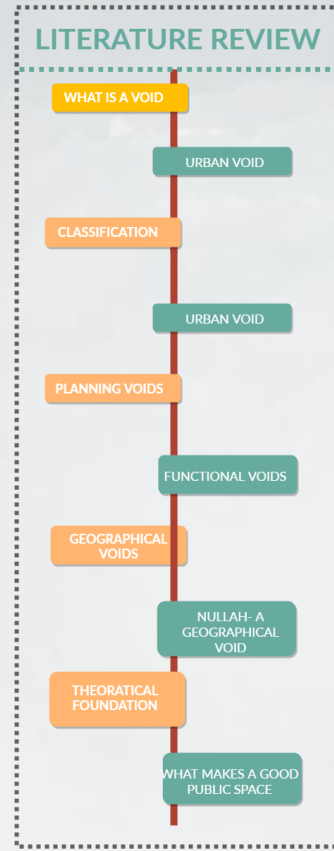 LITERATURE REVIEW
WHAT IS A VOID
URBAN VOID
CLASSIFICATION
URBAN VOID
PLANNING VOIDS
FUNCTIONAL VOIDS
GEOGRAPHICAL
VOIDS
NULLAH- A
GEOGRAPHICAL
VOID
THEORATICAL
FOUNDATION
WHAT MAKES A GOOD
PUBLIC SPACE